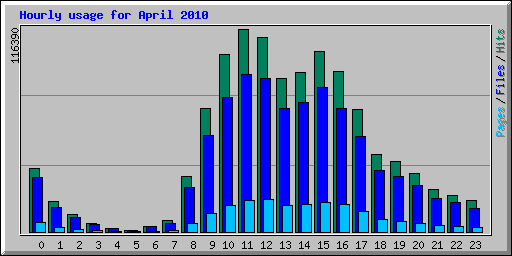 Hourly usage for April 2010
116390
Pages / Files / Hits
0 1 2 3 4 5 6 7 8 9 10 11 12 13 14 15 16 17 18 19 20 21 22 23